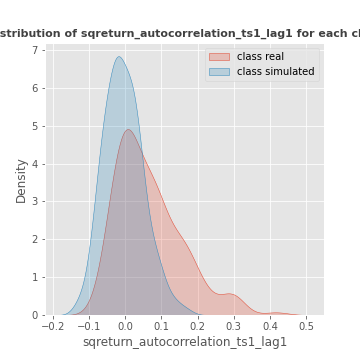 stribution of sqreturn_autocorrelation_ts1_lag1 for each cl
class real
class simulated
7
6
5
4
3
2
1
0
Density
−0.2 −0.1 0.0 0.1 0.2 0.3 0.4 0.5
sqreturn_autocorrelation_ts1_lag1